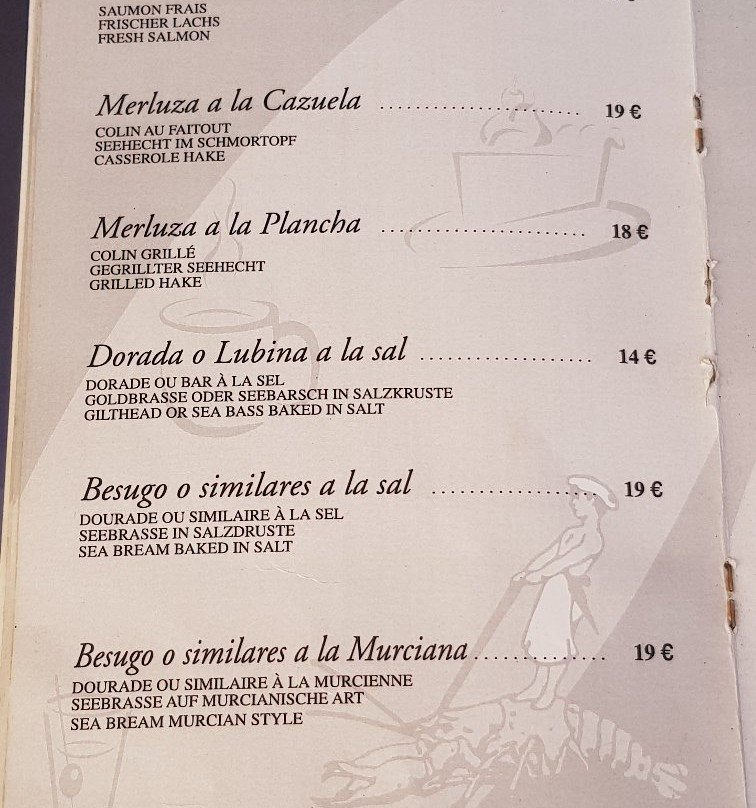 SAUMON FRAIS
FRISCHER LACHS
FRESH SALMON
Merluza a la Cazuela .......................... 19 €
COLIN AU FAITOUT
SEEHECHT IM SCHMORTOPF
CASSEROLE HAKE
Merluza a la Plancha .......................... 18 €
COLIN GRILLÉ
GEGRILLTER SEEHECHT
GRILLED HAKE
Dorada o Lubina a la sal ...................... 14 €
DORADE OU BAR À LA SEL
GOLDBRASSE ODER SEEBARSCH IN SALZKRUSTE
GILTHEAD OR SEA BASS BAKED IN SALT
Besugo o similares a la sal ..................... 19 €
DOURADE OU SIMILAIRE À LA SEL
SEEBRASSE IN SALZDRUSTE
SEA BREAM BAKED IN SALT
Besugo o similares a la Murciana ................. 19 €
DOURADE OU SIMILAIRE À LA MURCIENNE
SEEBRASSE AUF MURCIANISCHE ART
SEA BREAM MURCIAN STYLE